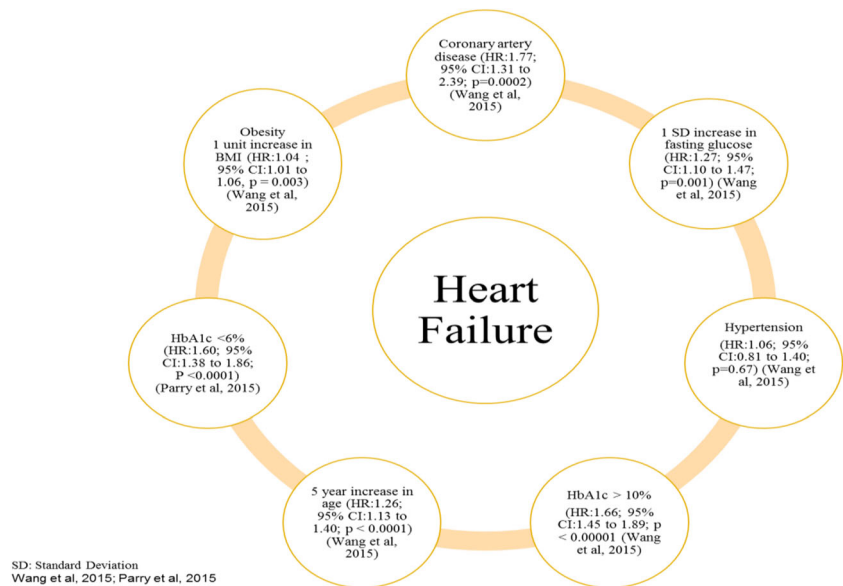 Coronary artery
disease (HR:1.77;
95% CI:1.31 to
2.39; p=0.0002)
(Wang et al,
2015)
1 SD increase in
fasting glucose
(HR:1.27; 95%
CI:1.10 to 1.47;
p=0.001) (Wang
et al, 2015)
Hypertension
(HR:1.06; 95%
CI:0.81 to 1.40;
p=0.67) (Wang et
al, 2015)
HbA1c > 10%
(HR:1.66; 95%
CI:1.45 to 1.89; p
< 0.00001 (Wang
et al, 2015)
5 year increase in
age (HR:1.26;
95% CI:1.13 to
1.40; p < 0.0001)
(Wang et al,
2015)
HbA1c <6%
(HR:1.60; 95%
CI:1.38 to 1.86;
P <0.0001)
(Parry et al, 2015)
Obesity
1 unit increase in
BMI (HR:1.04 ;
95% CI:1.01 to
1.06, p = 0.003)
(Wang et al,
2015)
Heart
Failure
SD: Standard Deviation
Wang et al, 2015; Parry et al, 2015